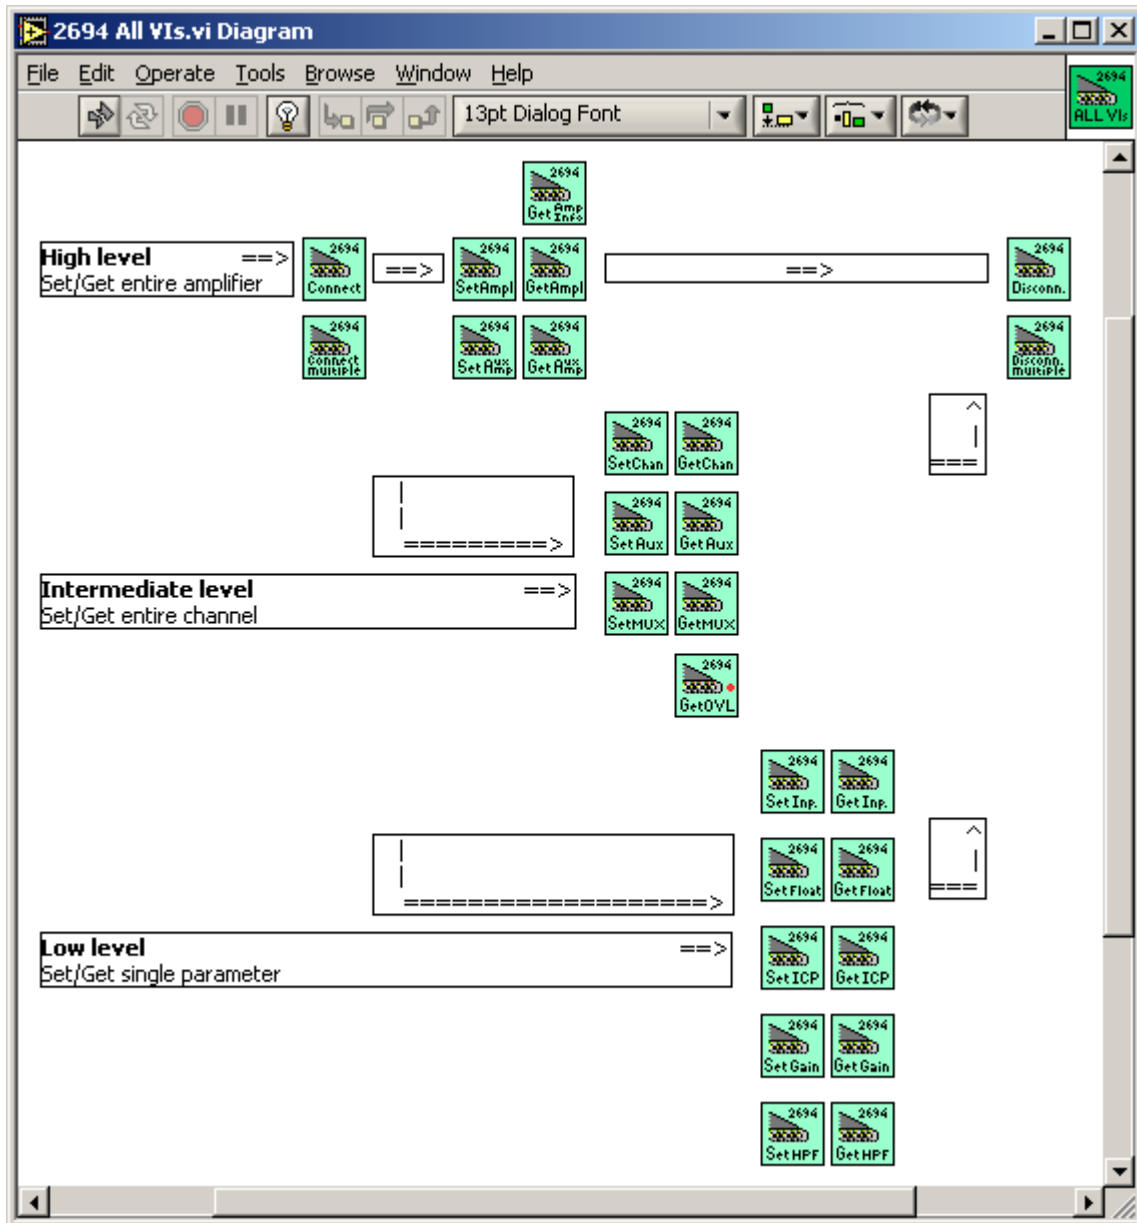 2694 All VIs.vi Diagram
File Edit Operate Tools Browse Window Help
13pt Dialog Font
2694
ALL VIs
2694
Get Amp Info
High level ==>
Set/Get entire amplifier
2694
Connect
==>
2694
SetAmpl
2694
GetAmpl
==>
2694
Disconn.
2694
Connect multiple
2694
Set Aux Amp
2694
Get Aux Amp
2694
Disconn. multiple
2694
SetChan
2694
GetChan
^
|
===
|
|
=========>
2694
Set Aux
2694
Get Aux
Intermediate level ==>
Set/Get entire channel
2694
SetMUX
2694
GetMUX
2694
GetOVL
2694
Set Inp.
2694
Get Inp.
|
|
===================>
2694
Set Float
2694
Get Float
^
|
===
Low level ==>
Set/Get single parameter
2694
Set ICP
2694
Get ICP
2694
Set Gain
2694
Get Gain
2694
Set HPF
2694
Get HPF